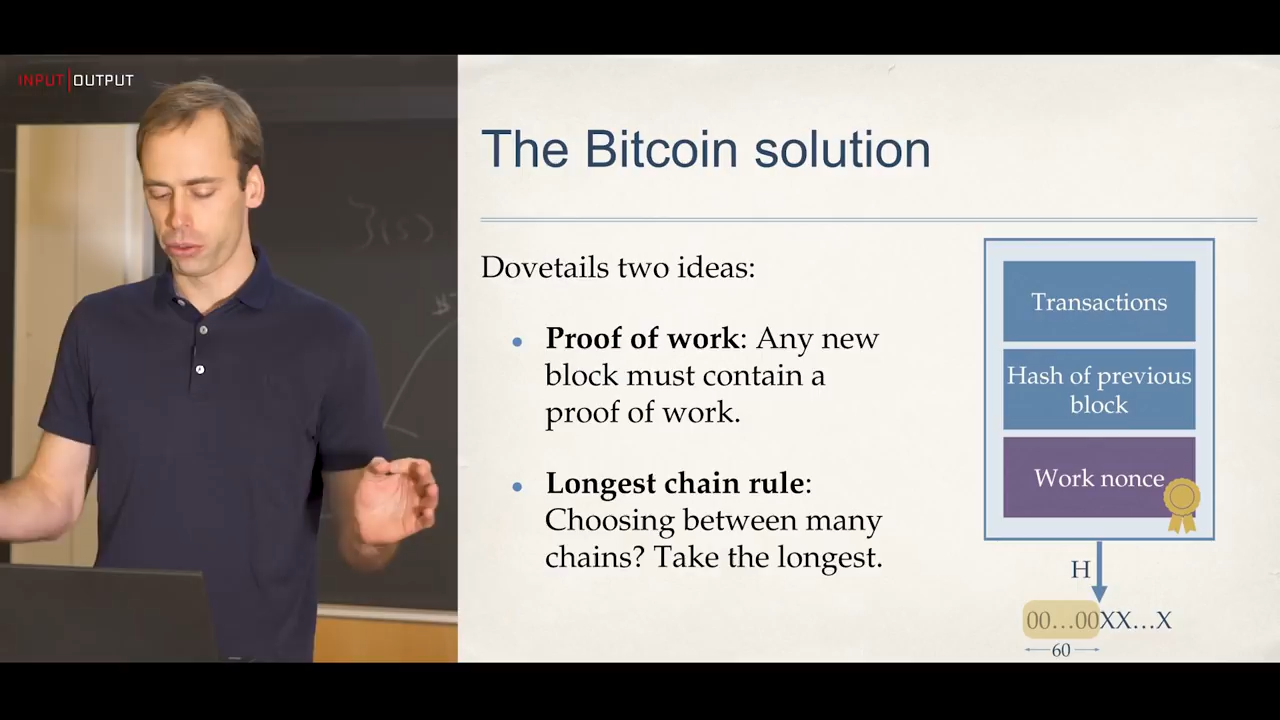 INPUT|OUTPUT
The Bitcoin solution
Dovetails two ideas:
• Proof of work: Any new
block must contain a
proof of work.
• Longest chain rule:
Choosing between many
chains? Take the longest.
Transactions
Hash of previous
block
Work nonce
H
00...00XX...X
60